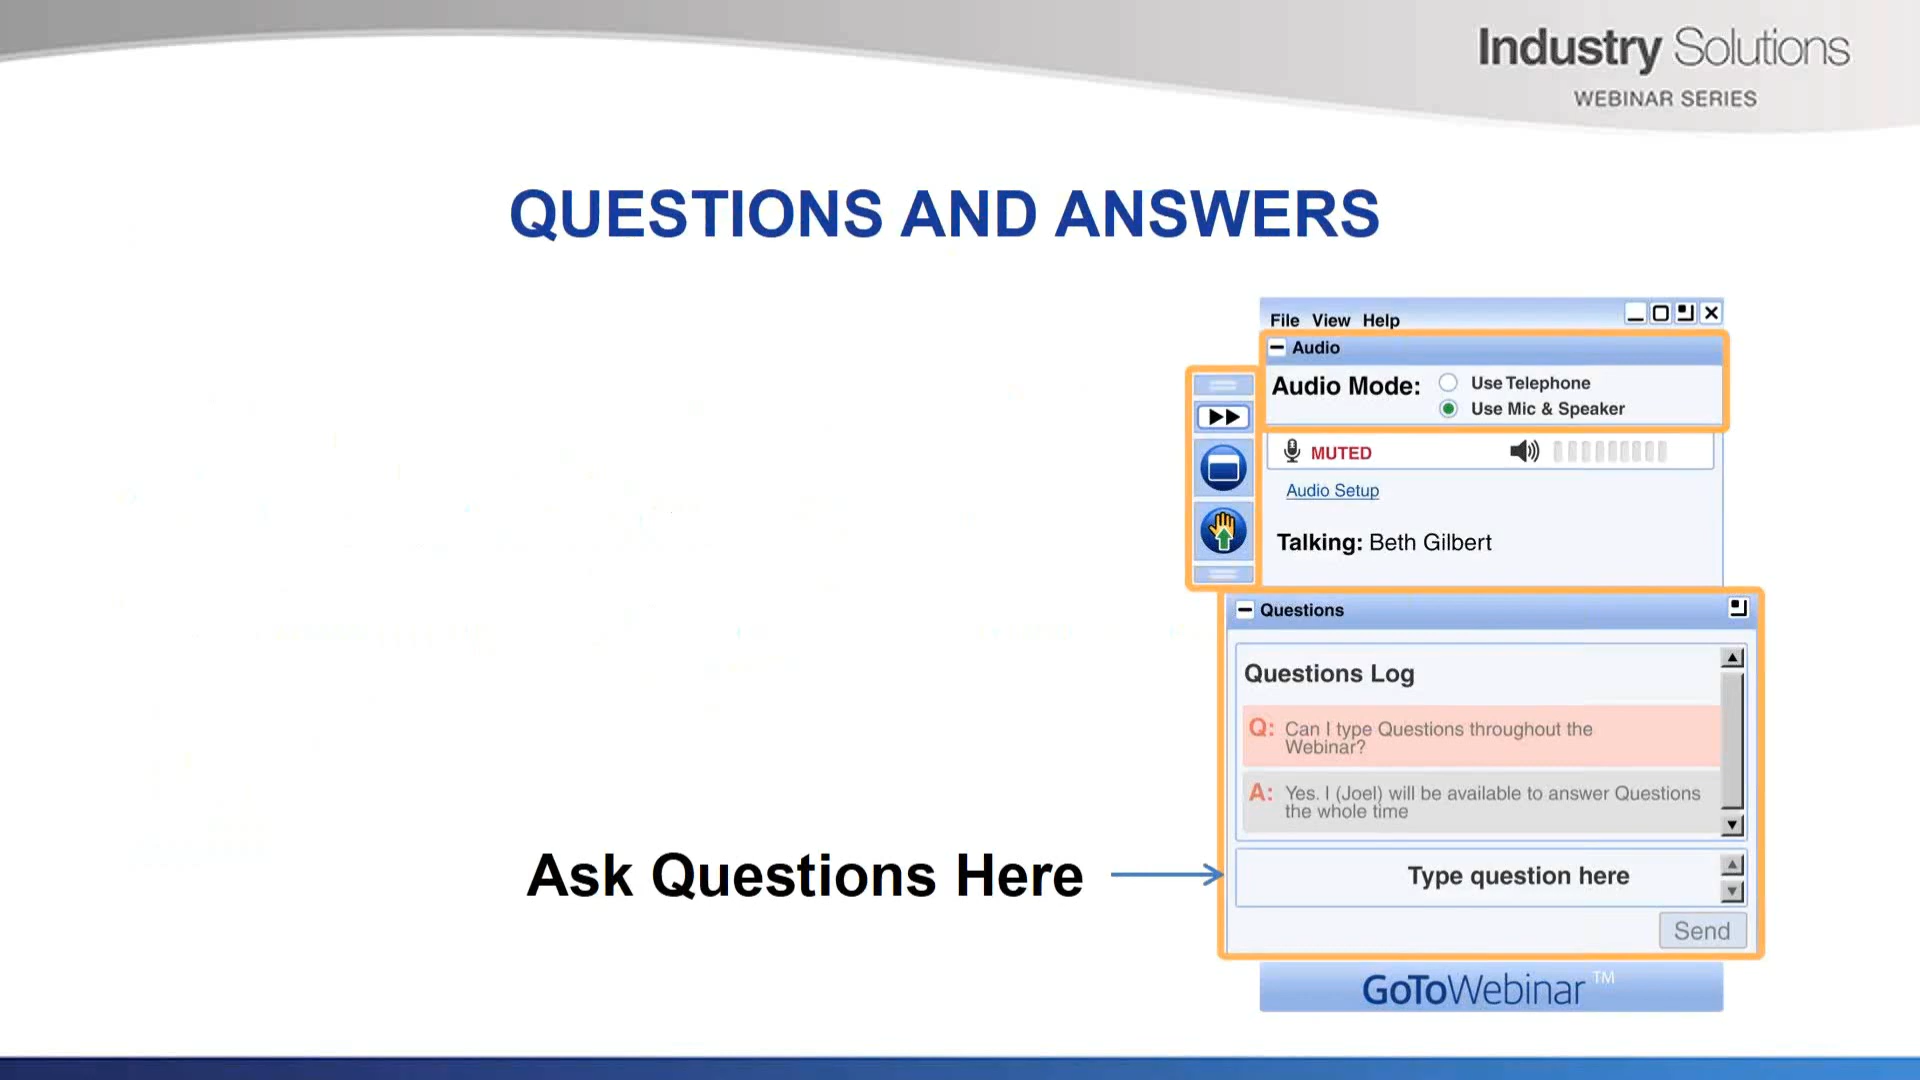 Industry Solutions
WEBINAR SERIES
QUESTIONS AND ANSWERS
File View Help
Audio
Audio Mode:
Use Telephone
Use Mic & Speaker
MUTED
Audio Setup
Talking: Beth Gilbert
Questions
Questions Log
Q: Can I type Questions throughout the
Webinar?
A: Yes. I (Joel) will be available to answer Questions
the whole time
Ask Questions Here
Type question here
Send
GoToWebinar™